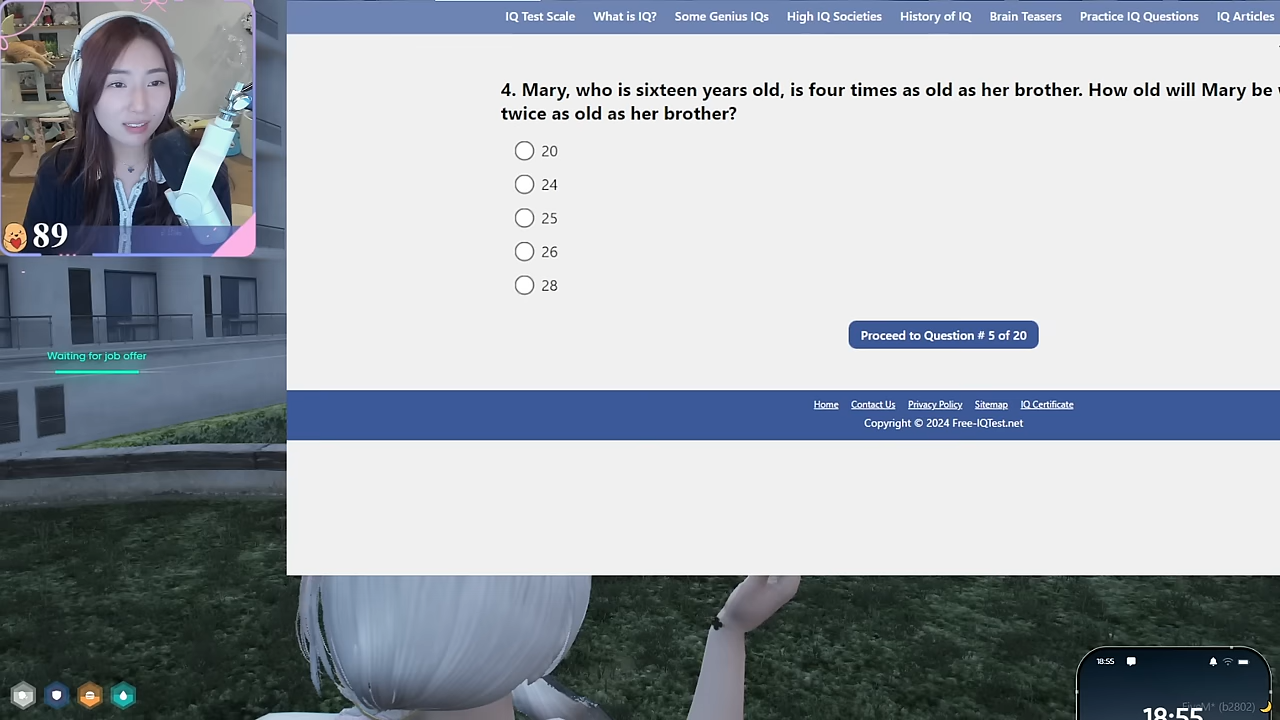 IQ Test Scale What is IQ? Some Genius IQs High IQ Societies History of IQ Brain Teasers Practice IQ Questions IQ Articles
4. Mary, who is sixteen years old, is four times as old as her brother. How old will Mary be
twice as old as her brother?
20
24
25
26
28
Proceed to Question # 5 of 20
Home Contact Us Privacy Policy Sitemap IQ Certificate
Copyright © 2024 Free-IQTest.net
89
Waiting for job offer
18:55
FiveM* (b2802)
18:55